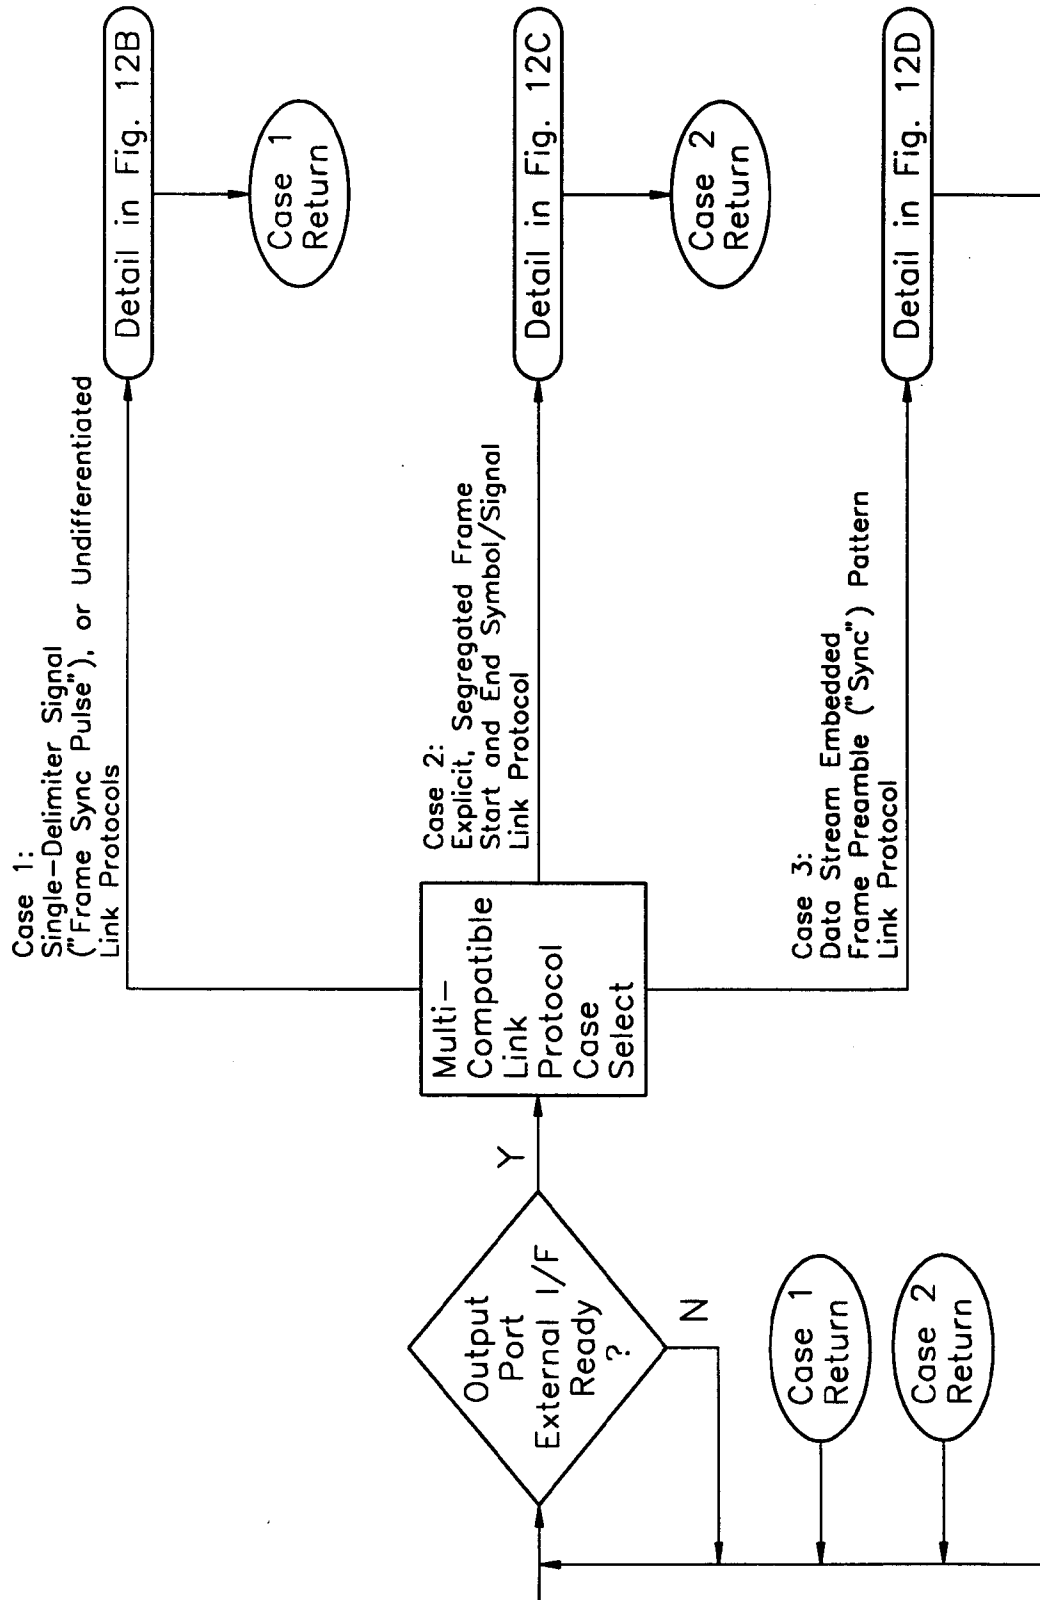 Output
Port
External I/F
Ready
?
Y
N
Case 1
Return
Case 2
Return
Multi-
Compatible
Link
Protocol
Case
Select
Case 1:
Single-Delimiter Signal
("Frame Sync Pulse"), or Undifferentiated
Link Protocols
Detail in Fig. 12B
Case 1
Return
Case 2:
Explicit, Segregated Frame
Start and End Symbol/Signal
Link Protocol
Detail in Fig. 12C
Case 2
Return
Case 3:
Data Stream Embedded
Frame Preamble ("Sync") Pattern
Link Protocol
Detail in Fig. 12D